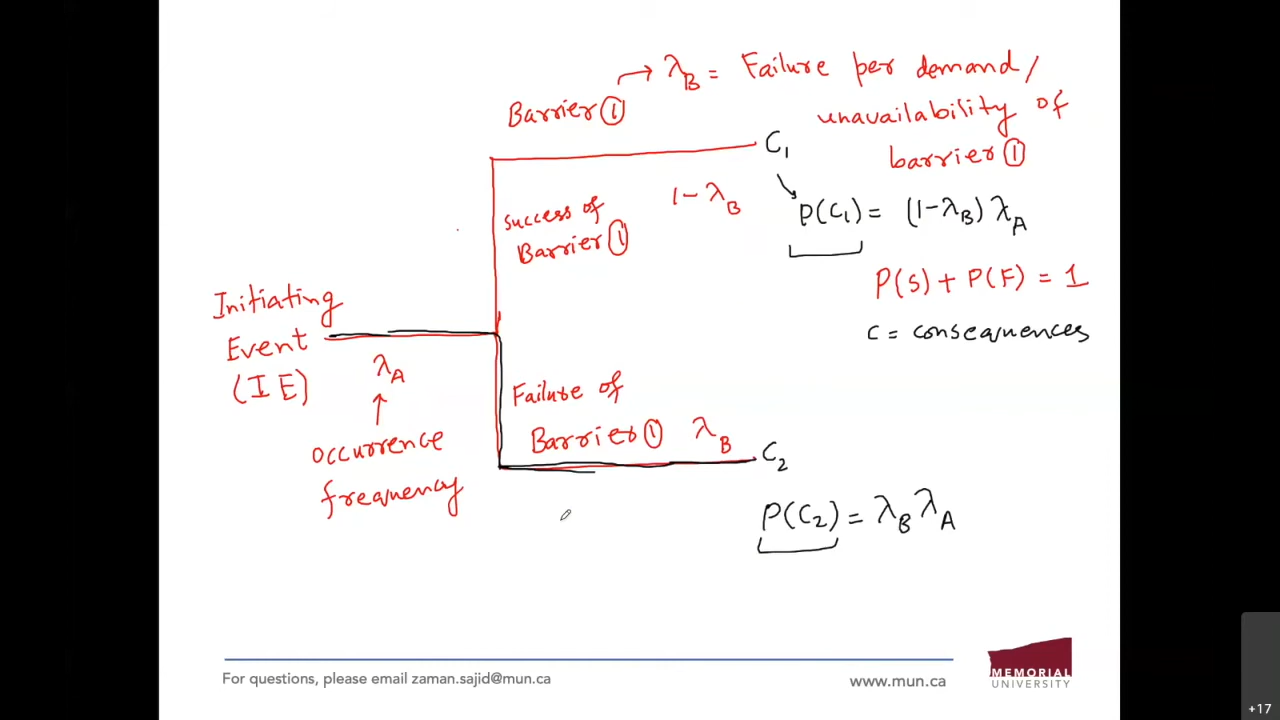 Barrier ① → λB = Failure per demand/
unavailability of
barrier ①
C1
success of
Barrier ①
1-λB
P(C1) = (1-λB) λA
P(S) + P(F) = 1
C = consequences
Initiating
Event
(IE)
λA
↑
occurrence
frequency
Failure of
Barrier ① λB
C2
P(C2) = λB λA
For questions, please email zaman.sajid@mun.ca
www.mun.ca
MEMORIAL
UNIVERSITY
+17